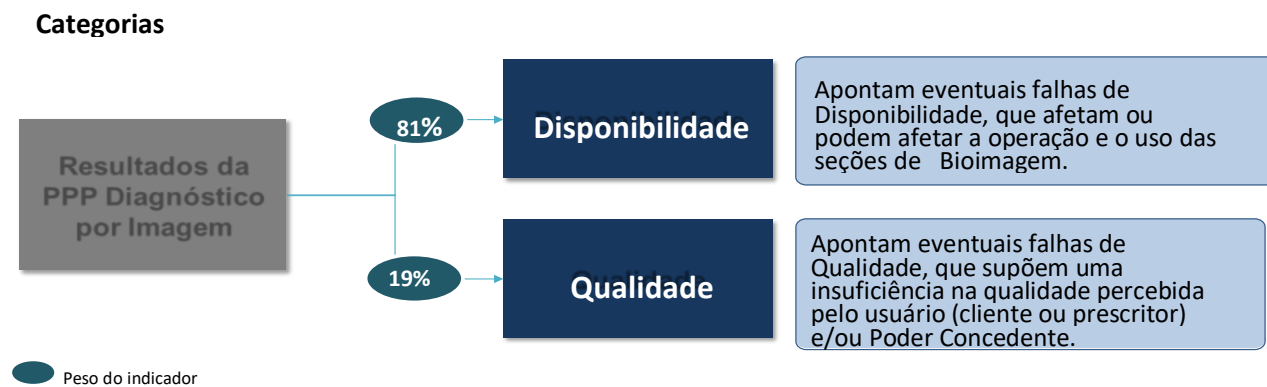 Categorias
Resultados da
PPP Diagnóstico
por Imagem
81%
Disponibilidade
Apontam eventuais falhas de
Disponibilidade, que afetam ou
podem afetar a operação e o uso das
seções de Bioimagem.
19%
Qualidade
Apontam eventuais falhas de
Qualidade, que supõem uma
insuficiência na qualidade percebida
pelo usuário (cliente ou prescritor)
e/ou Poder Concedente.
Peso do indicador